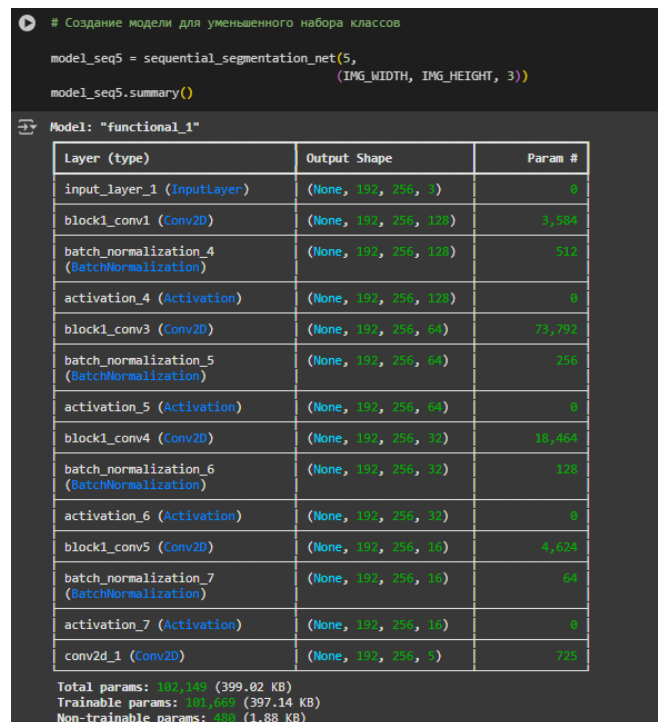 # Создание модели для уменьшенного набора классов
model_seq5 = sequential_segmentation_net(5,
(IMG_WIDTH, IMG_HEIGHT, 3))
model_seq5.summary()
Model: "functional_1"
Layer (type) Output Shape Param #
input_layer_1 (InputLayer) (None, 192, 256, 3) 0
block1_conv1 (Conv2D) (None, 192, 256, 128) 3,584
batch_normalization_4 (None, 192, 256, 128) 512
(BatchNormalization)
activation_4 (Activation) (None, 192, 256, 128) 0
block1_conv3 (Conv2D) (None, 192, 256, 64) 73,792
batch_normalization_5 (None, 192, 256, 64) 256
(BatchNormalization)
activation_5 (Activation) (None, 192, 256, 64) 0
block1_conv4 (Conv2D) (None, 192, 256, 32) 18,464
batch_normalization_6 (None, 192, 256, 32) 128
(BatchNormalization)
activation_6 (Activation) (None, 192, 256, 32) 0
block1_conv5 (Conv2D) (None, 192, 256, 16) 4,624
batch_normalization_7 (None, 192, 256, 16) 64
(BatchNormalization)
activation_7 (Activation) (None, 192, 256, 16) 0
conv2d_1 (Conv2D) (None, 192, 256, 5) 725
Total params: 102,149 (399.02 KB)
Trainable params: 101,669 (397.14 KB)
Non-trainable params: 480 (1.88 KB)